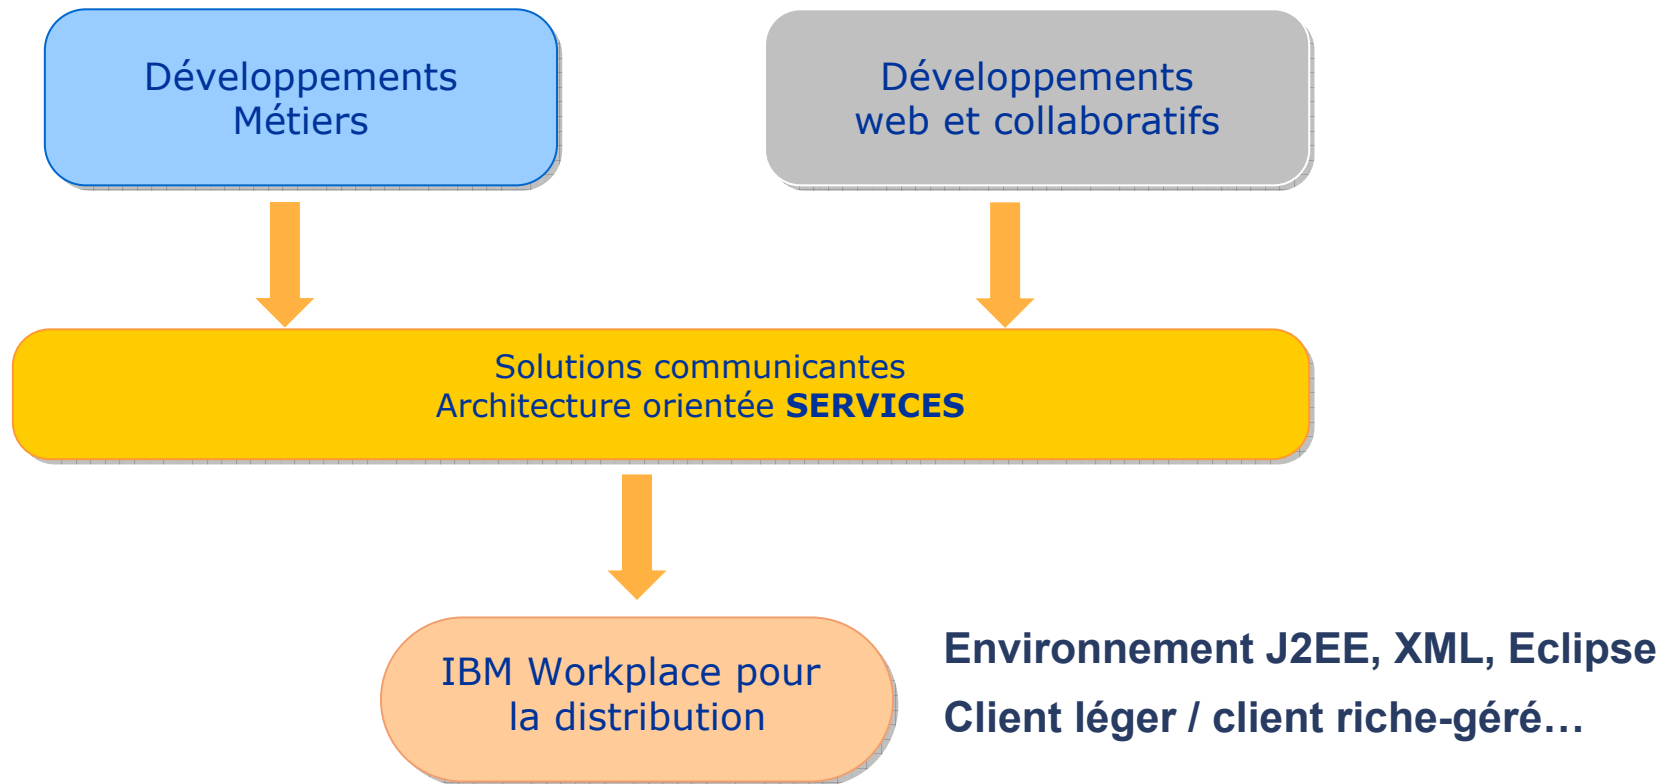 Développements
Métiers
Développements
web et collaboratifs
Solutions communicantes
Architecture orientée SERVICES
IBM Workplace pour
la distribution
Environnement J2EE, XML, Eclipse
Client léger / client riche-géré…